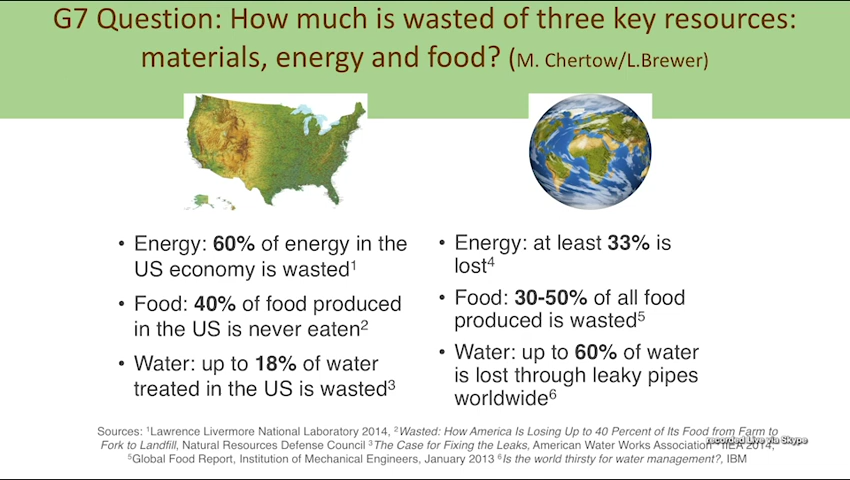 G7 Question: How much is wasted of three key resources:
materials, energy and food? (M. Chertow/L.Brewer)
• Energy: 60% of energy in the
US economy is wasted¹
• Food: 40% of food produced
in the US is never eaten²
• Water: up to 18% of water
treated in the US is wasted³
• Energy: at least 33% is
lost⁴
• Food: 30-50% of all food
produced is wasted⁵
• Water: up to 60% of water
is lost through leaky pipes
worldwide⁶
Sources: ¹Lawrence Livermore National Laboratory 2014, ²Wasted: How America Is Losing Up to 40 Percent of Its Food from Farm to
Fork to Landfill, Natural Resources Defense Council ³The Case for Fixing the Leaks, American Water Works Association 2014,
⁵Global Food Report, Institution of Mechanical Engineers, January 2013 ⁶Is the world thirsty for water management?, IBM
recorded Live via Skype